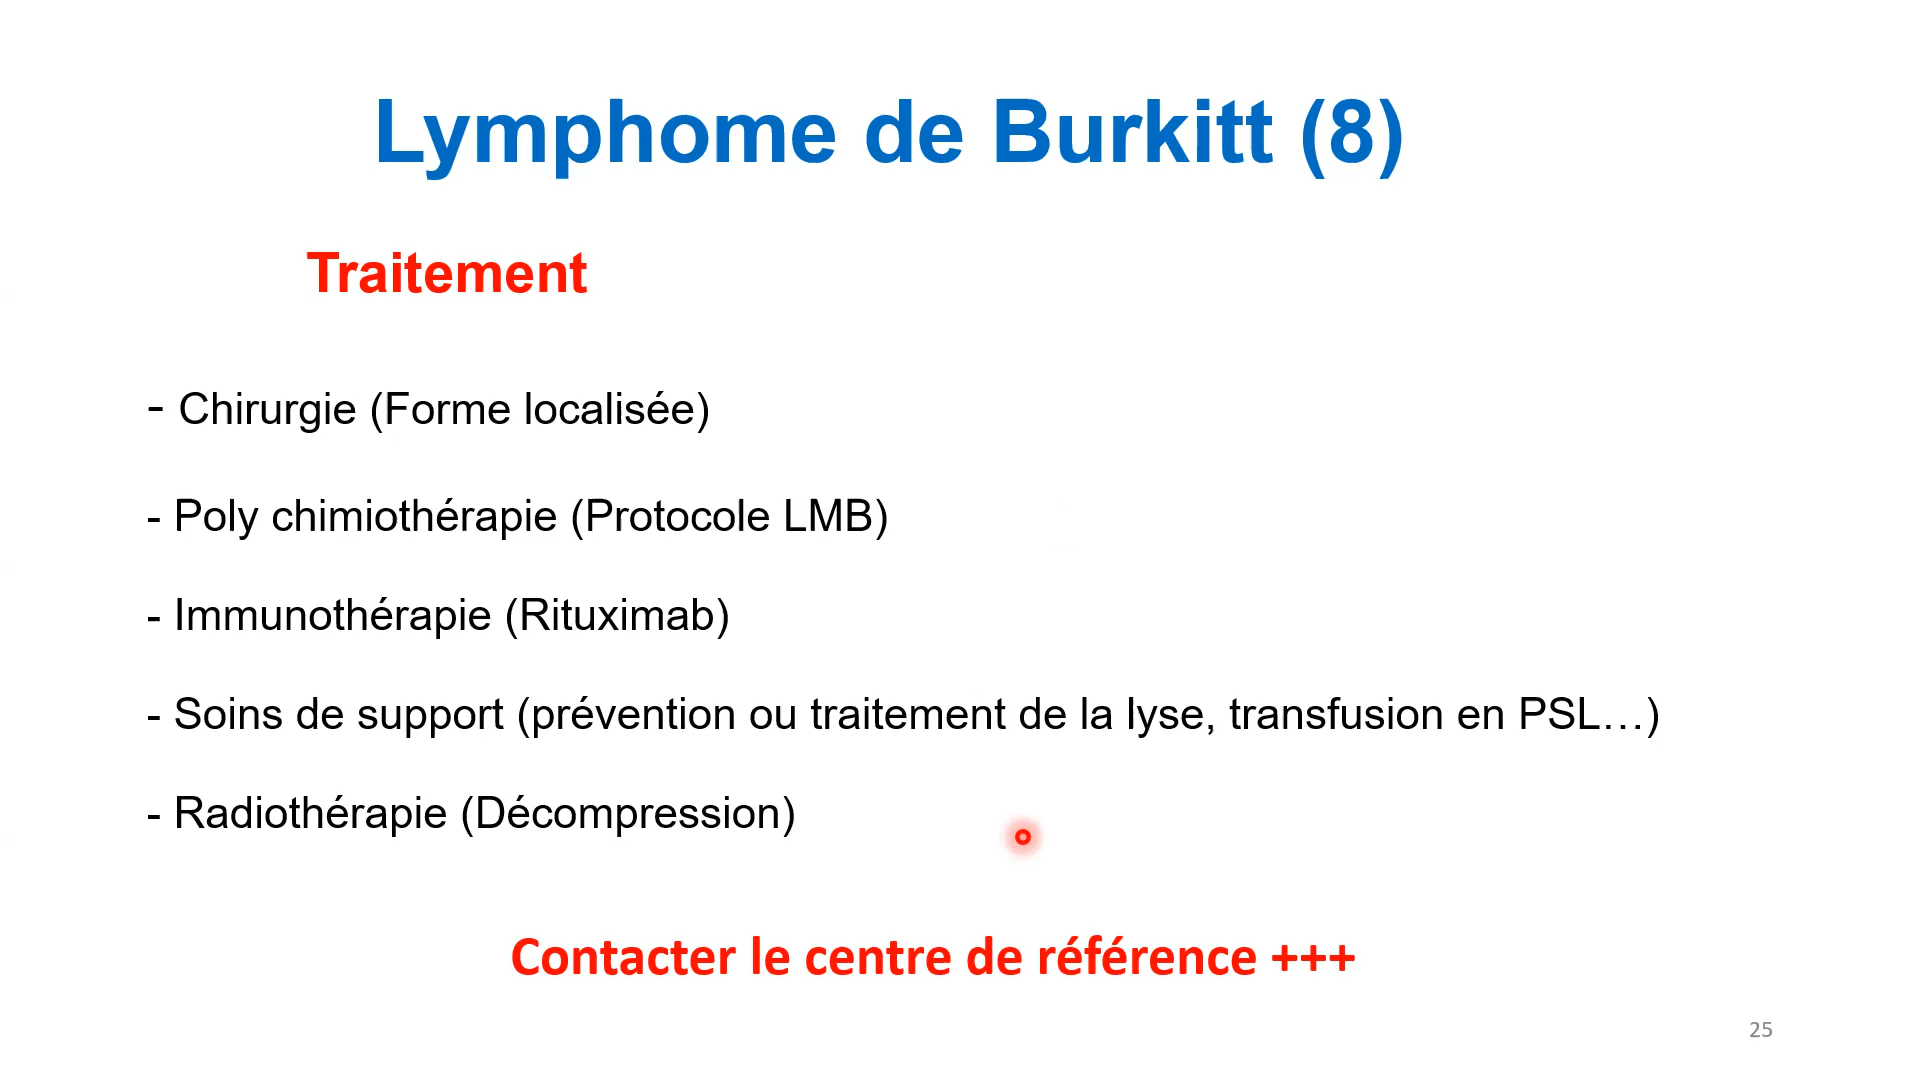 Lymphome de Burkitt (8)
Traitement
- Chirurgie (Forme localisée)
- Poly chimiothérapie (Protocole LMB)
- Immunothérapie (Rituximab)
- Soins de support (prévention ou traitement de la lyse, transfusion en PSL…)
- Radiothérapie (Décompression)
Contacter le centre de référence +++
25